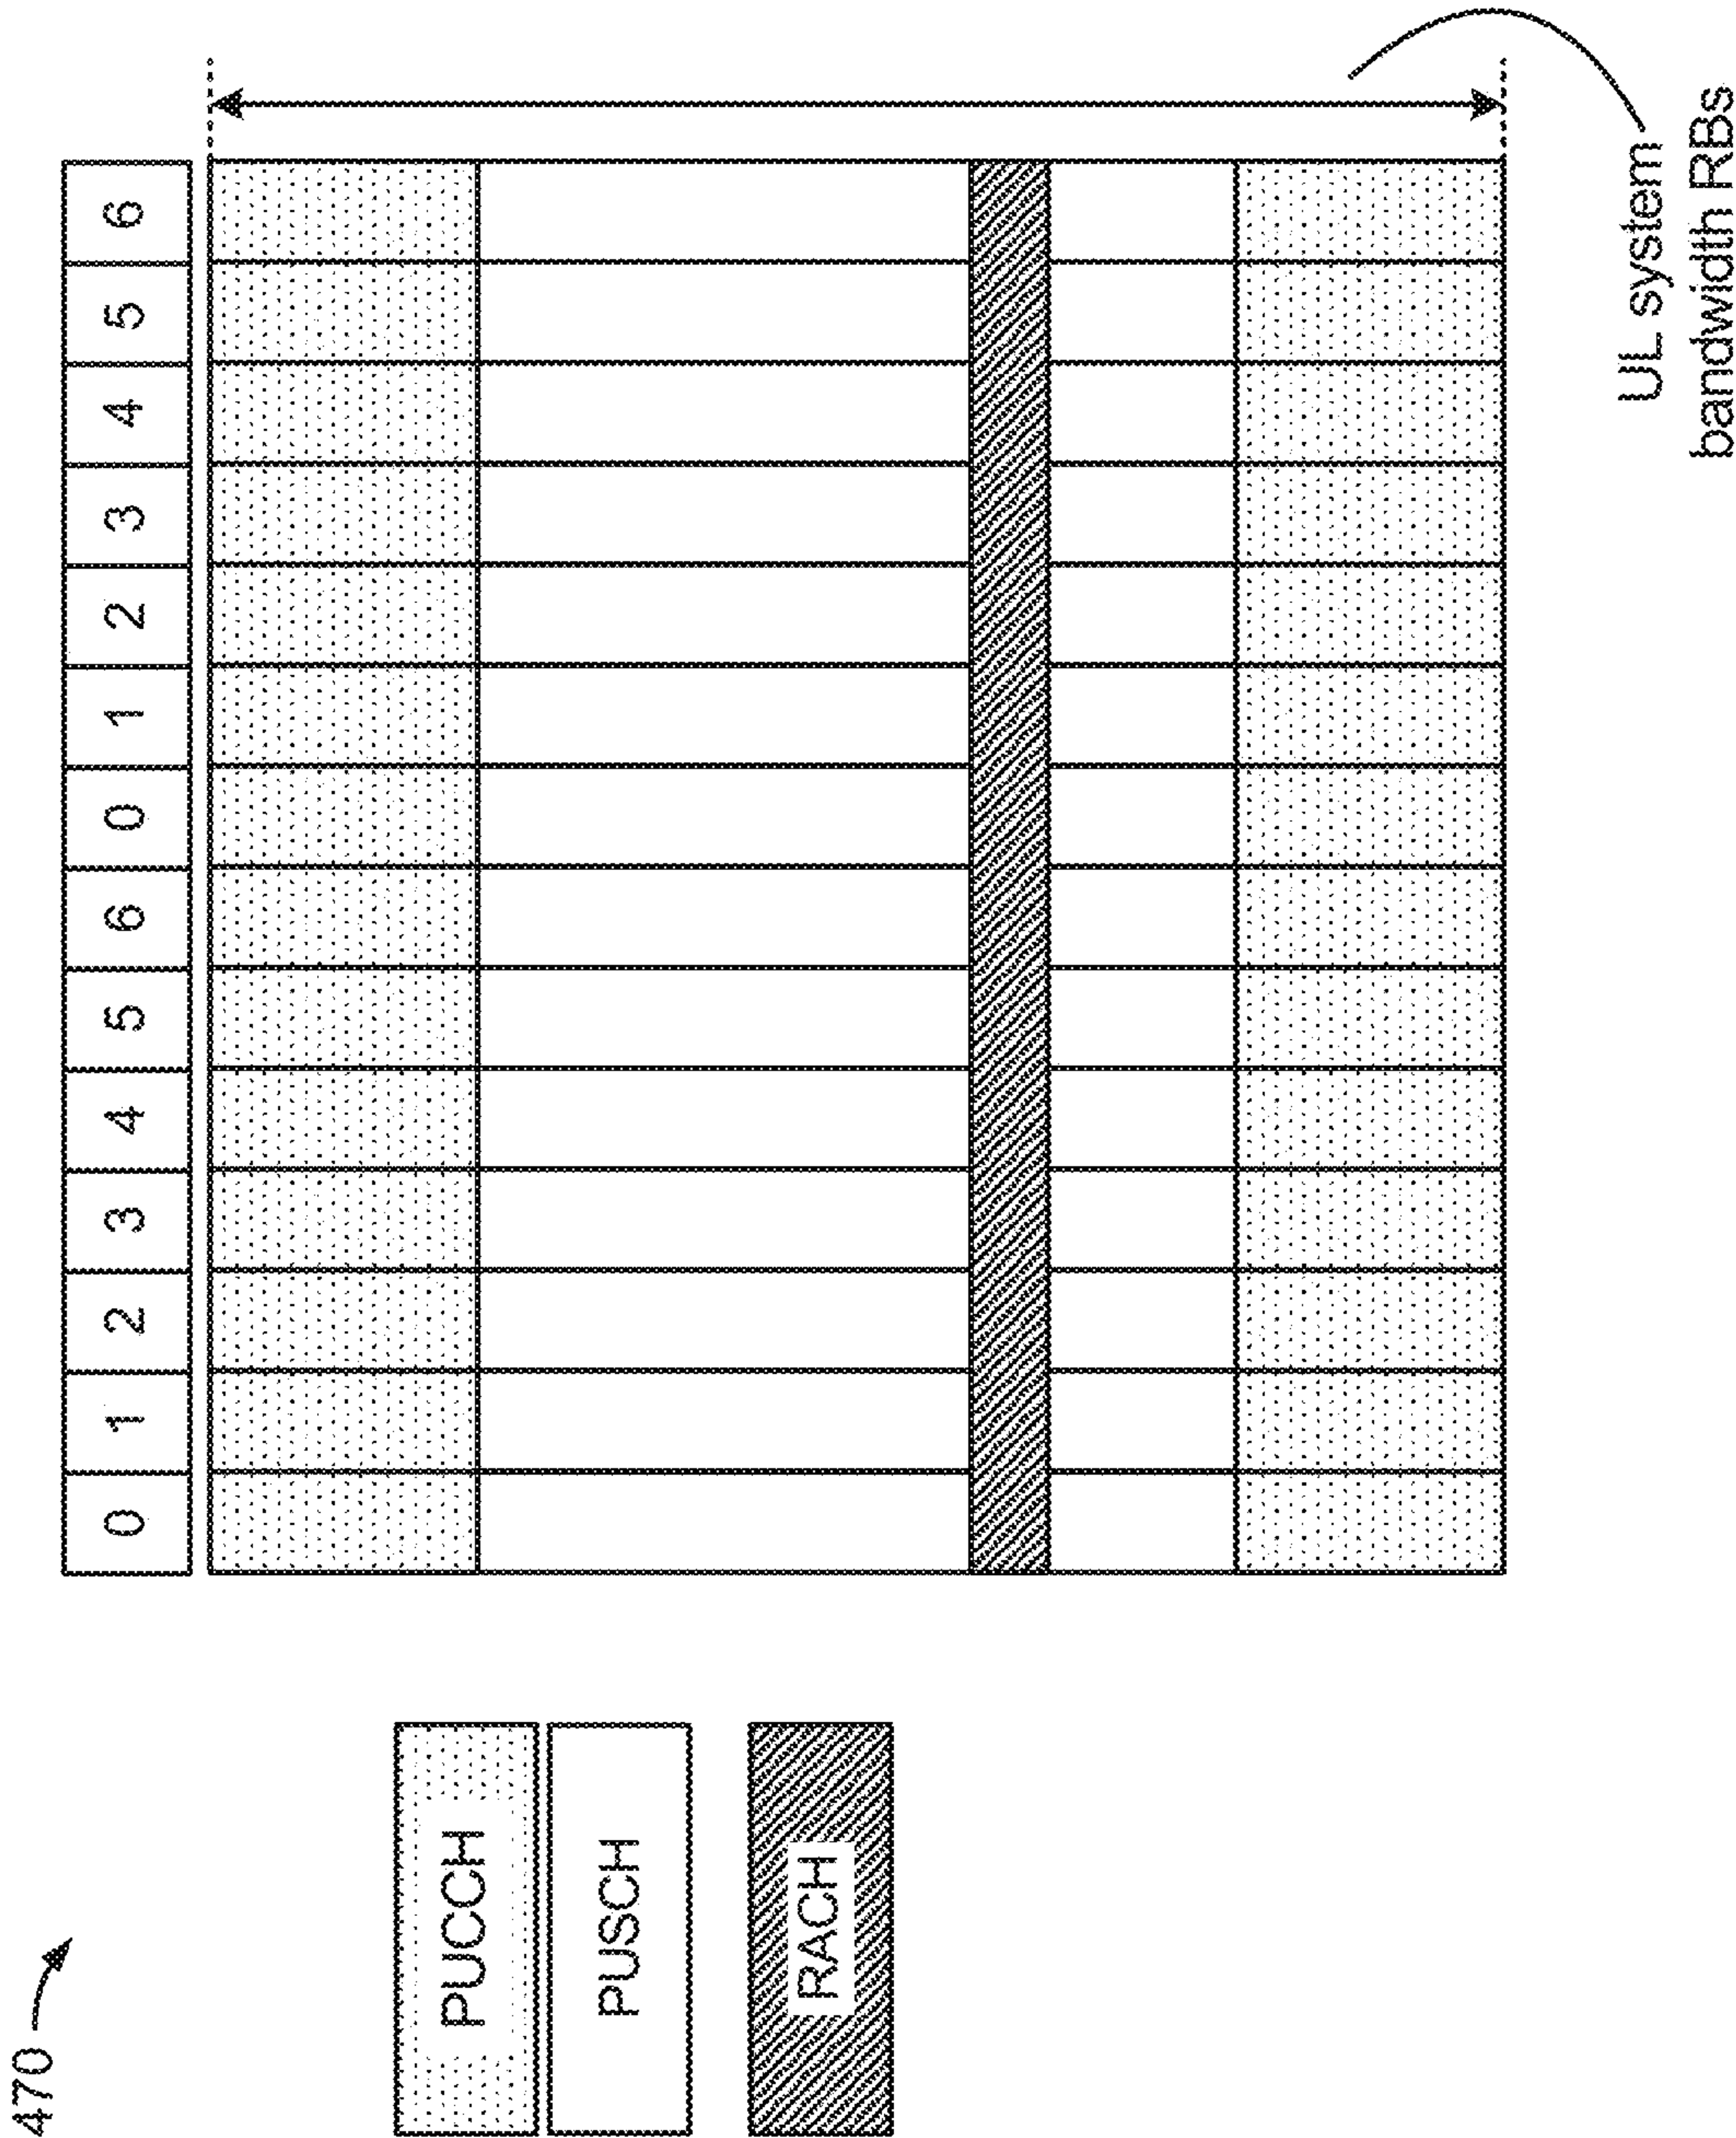 470
0 1 2 3 4 5 6 0 1 2 3 4 5 6
PUCCH
PUSCH
RACH
UL system
bandwidth RBs